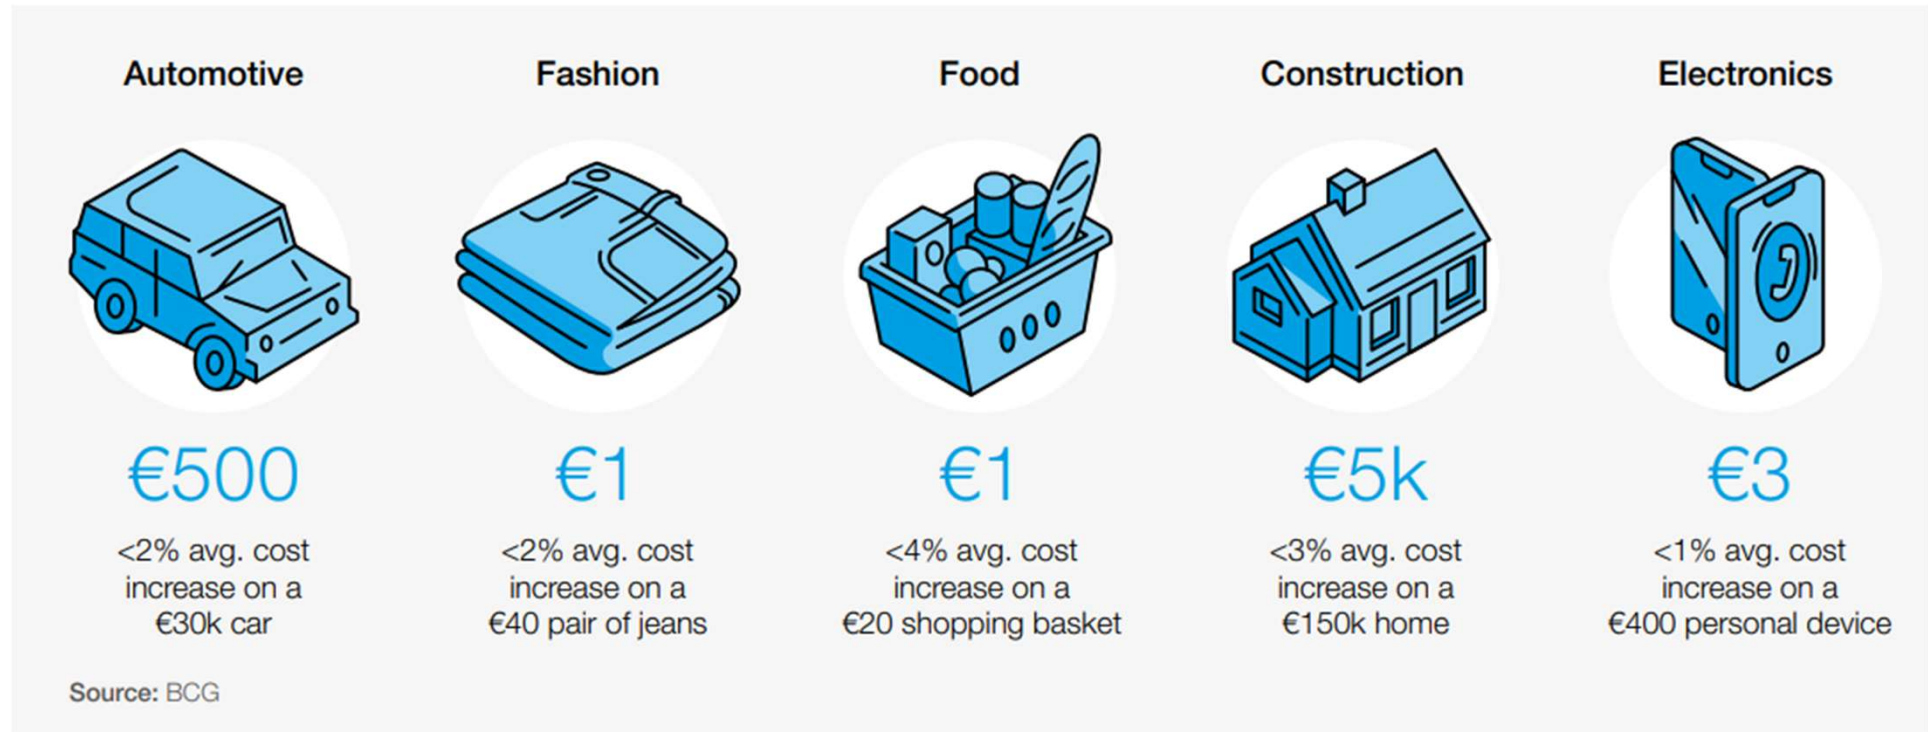 Automotive
Fashion
Food
Construction
Electronics
€500
€1
€1
€5k
€3
<2% avg. cost
increase on a
€30k car
<2% avg. cost
increase on a
€40 pair of jeans
<4% avg. cost
increase on a
€20 shopping basket
<3% avg. cost
increase on a
€150k home
<1% avg. cost
increase on a
€400 personal device
Source: BCG